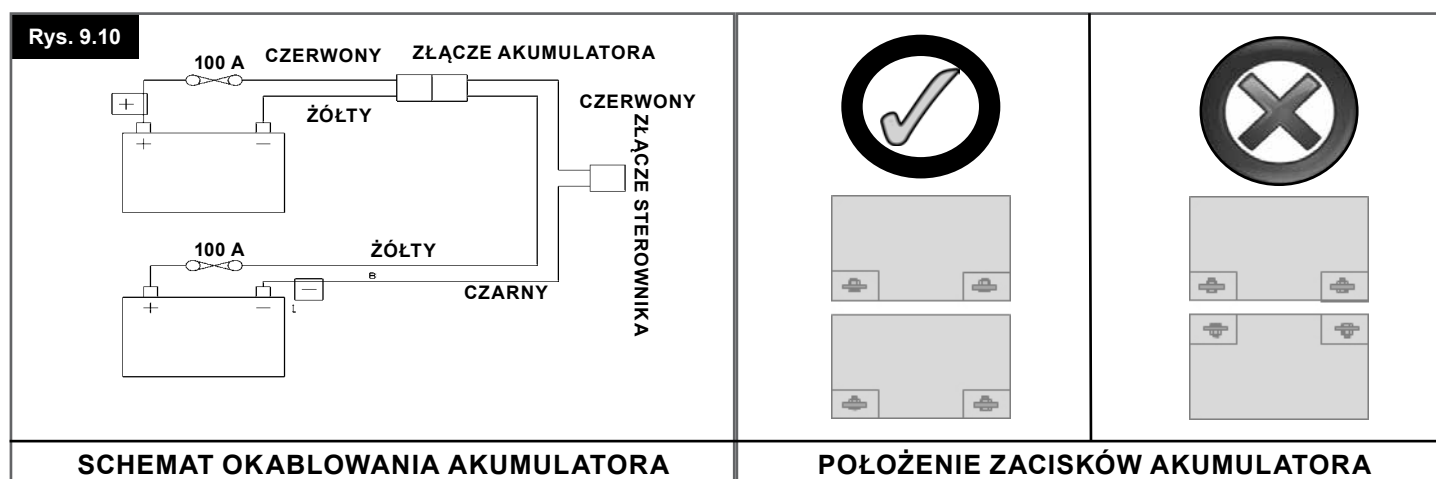 Rys. 9.10
100 A
CZERWONY
ZŁĄCZE AKUMULATORA
CZERWONY
+
ŻÓŁTY
+ −
ZŁĄCZE STEROWNIKA
100 A
ŻÓŁTY
B
−
CZARNY
+ −
I
SCHEMAT OKABLOWANIA AKUMULATORA
POŁOŻENIE ZACISKÓW AKUMULATORA